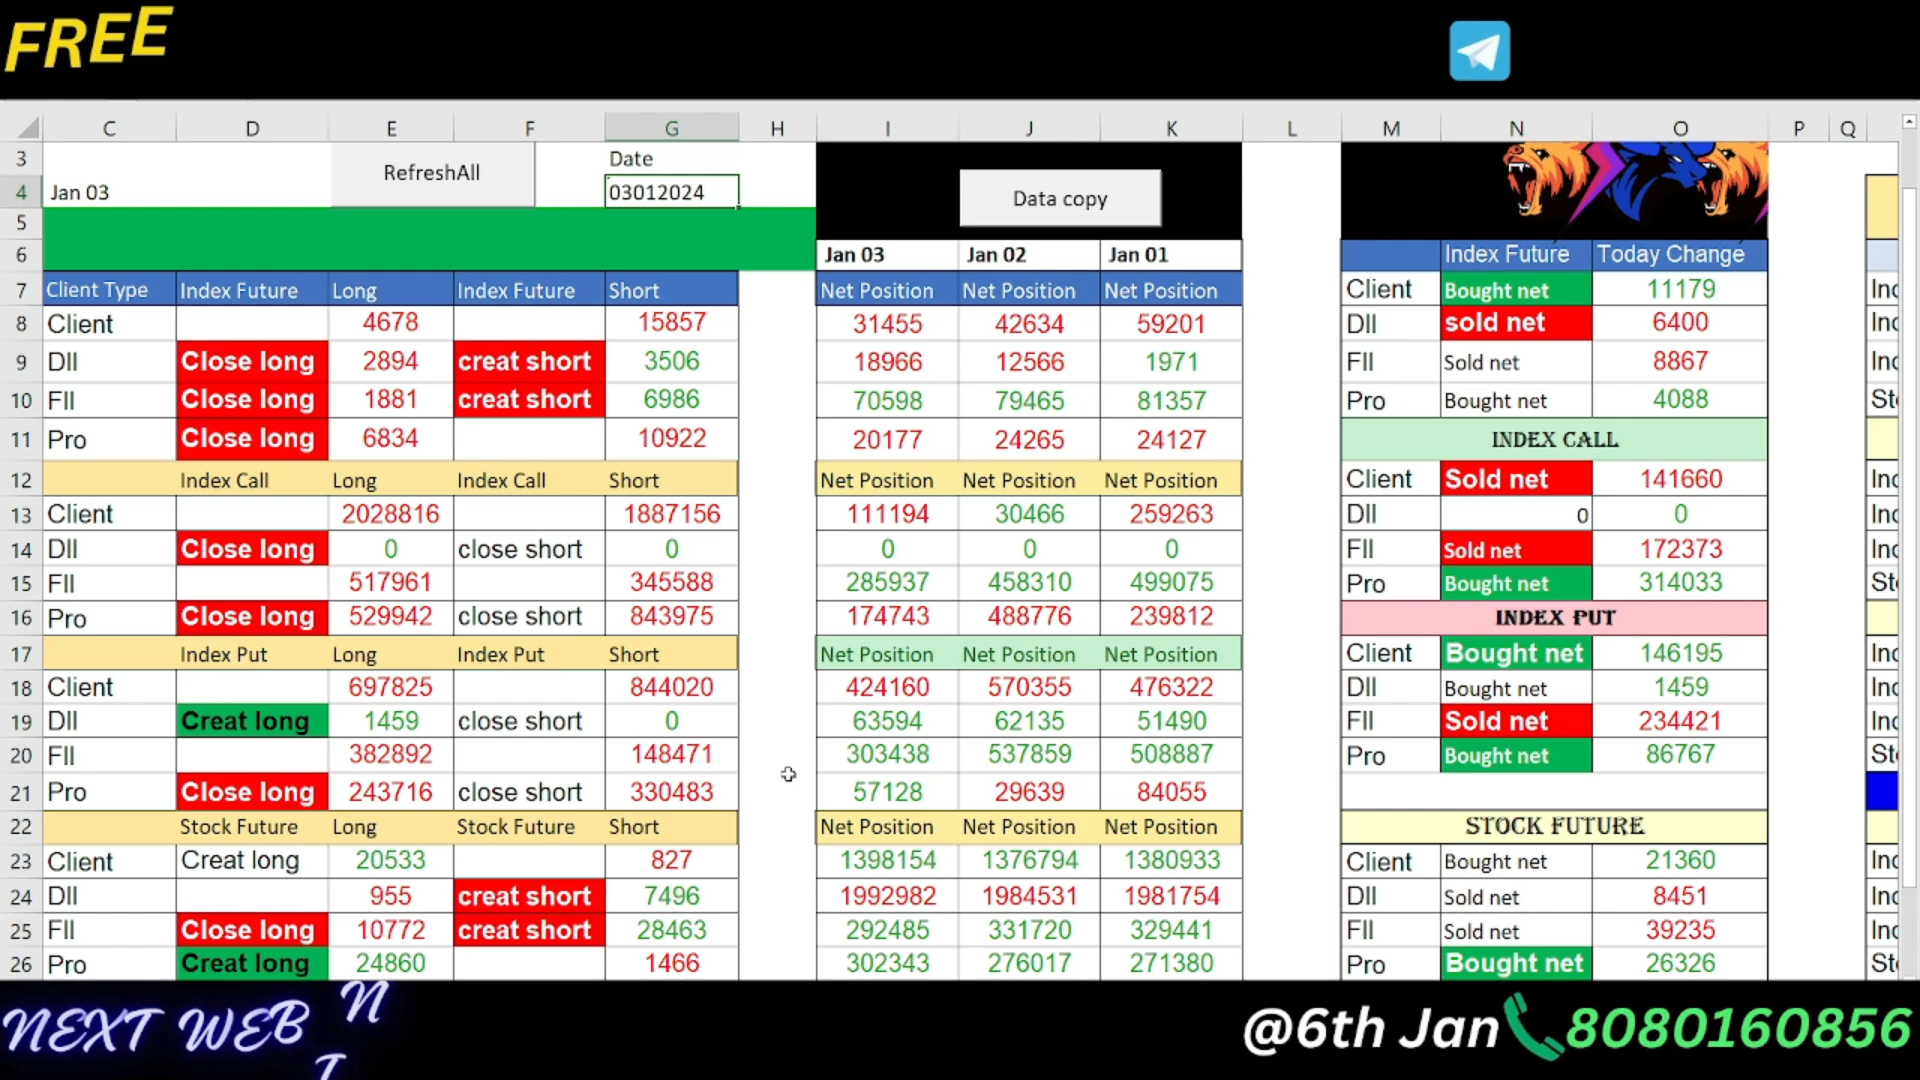 FREE
C D E F G H I J K L M N O P Q
3 Date
4 Jan 03 RefreshAll 03012024 Data copy
5
6 Jan 03 Jan 02 Jan 01 Index Future Today Change
7 Client Type Index Future Long Index Future Short Net Position Net Position Net Position Client Bought net 11179
8 Client 4678 15857 31455 42634 59201 DII sold net 6400
9 DII Close long 2894 creat short 3506 18966 12566 1971 FII Sold net 8867
10 FII Close long 1881 creat short 6986 70598 79465 81357 Pro Bought net 4088
11 Pro Close long 6834 10922 20177 24265 24127 INDEX CALL
12 Index Call Long Index Call Short Net Position Net Position Net Position Client Sold net 141660
13 Client 2028816 1887156 111194 30466 259263 DII 0 0
14 DII Close long 0 close short 0 0 0 0 FII Sold net 172373
15 FII 517961 345588 285937 458310 499075 Pro Bought net 314033
16 Pro Close long 529942 close short 843975 174743 488776 239812 INDEX PUT
17 Index Put Long Index Put Short Net Position Net Position Net Position Client Bought net 146195
18 Client 697825 844020 424160 570355 476322 DII Bought net 1459
19 DII Creat long 1459 close short 0 63594 62135 51490 FII Sold net 234421
20 FII 382892 148471 303438 537859 508887 Pro Bought net 86767
21 Pro Close long 243716 close short 330483 57128 29639 84055
22 Stock Future Long Stock Future Short Net Position Net Position Net Position STOCK FUTURE
23 Client Creat long 20533 827 1398154 1376794 1380933 Client Bought net 21360
24 DII 955 creat short 7496 1992982 1984531 1981754 DII Sold net 8451
25 FII Close long 10772 creat short 28463 292485 331720 329441 FII Sold net 39235
26 Pro Creat long 24860 1466 302343 276017 271380 Pro Bought net 26326
NEXT WEB N I
@6th Jan 8080160856